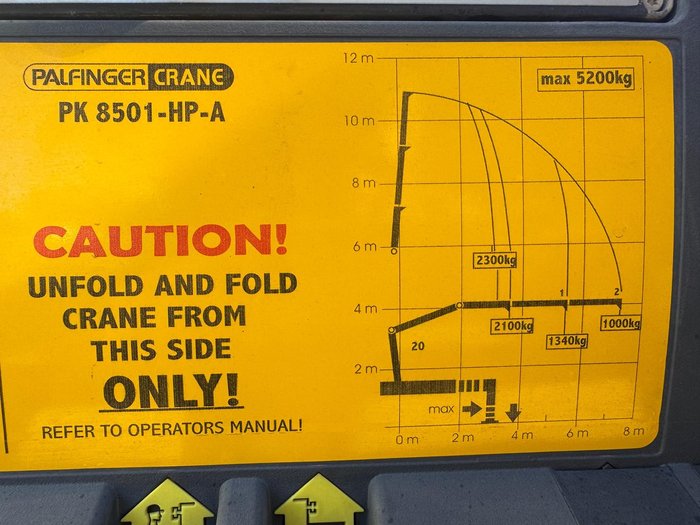 PALFINGER CRANE
PK 8501-HP-A
CAUTION!
UNFOLD AND FOLD
CRANE FROM
THIS SIDE
ONLY!
REFER TO OPERATORS MANUAL!
12 m
max 5200kg
10 m
8 m
6 m
2300kg
1
2
4 m
2100kg
1340kg
1000kg
20
2 m
max
0 m
2 m
4 m
6 m
8 m